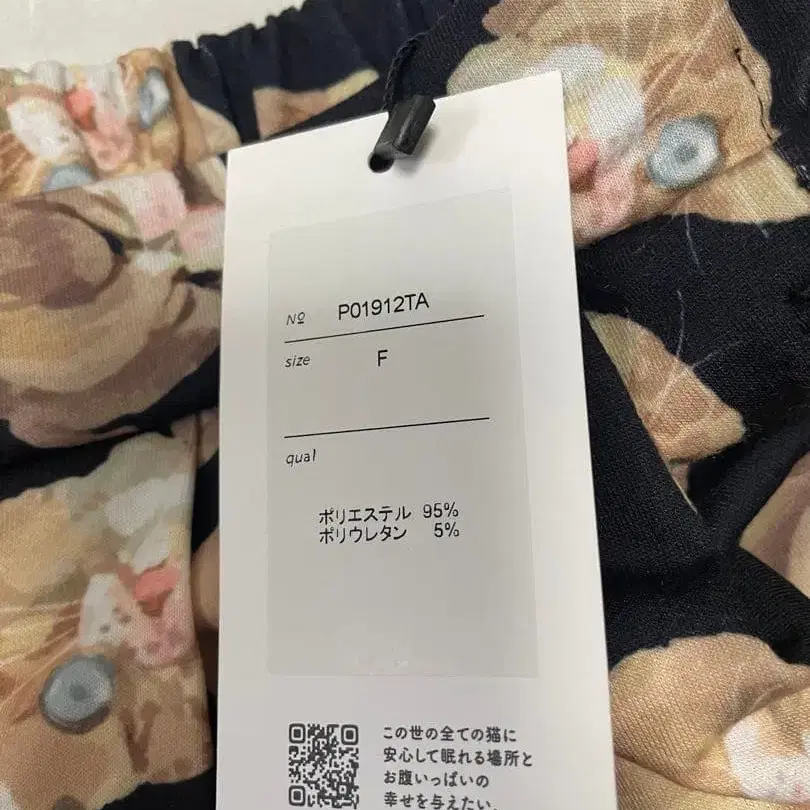 No P01912TA
size F
qual
ポリエステル 95%
ポリウレタン 5%
この世の全ての猫に
安心して眠れる場所と
お腹いっぱいの
幸せを与えたい。